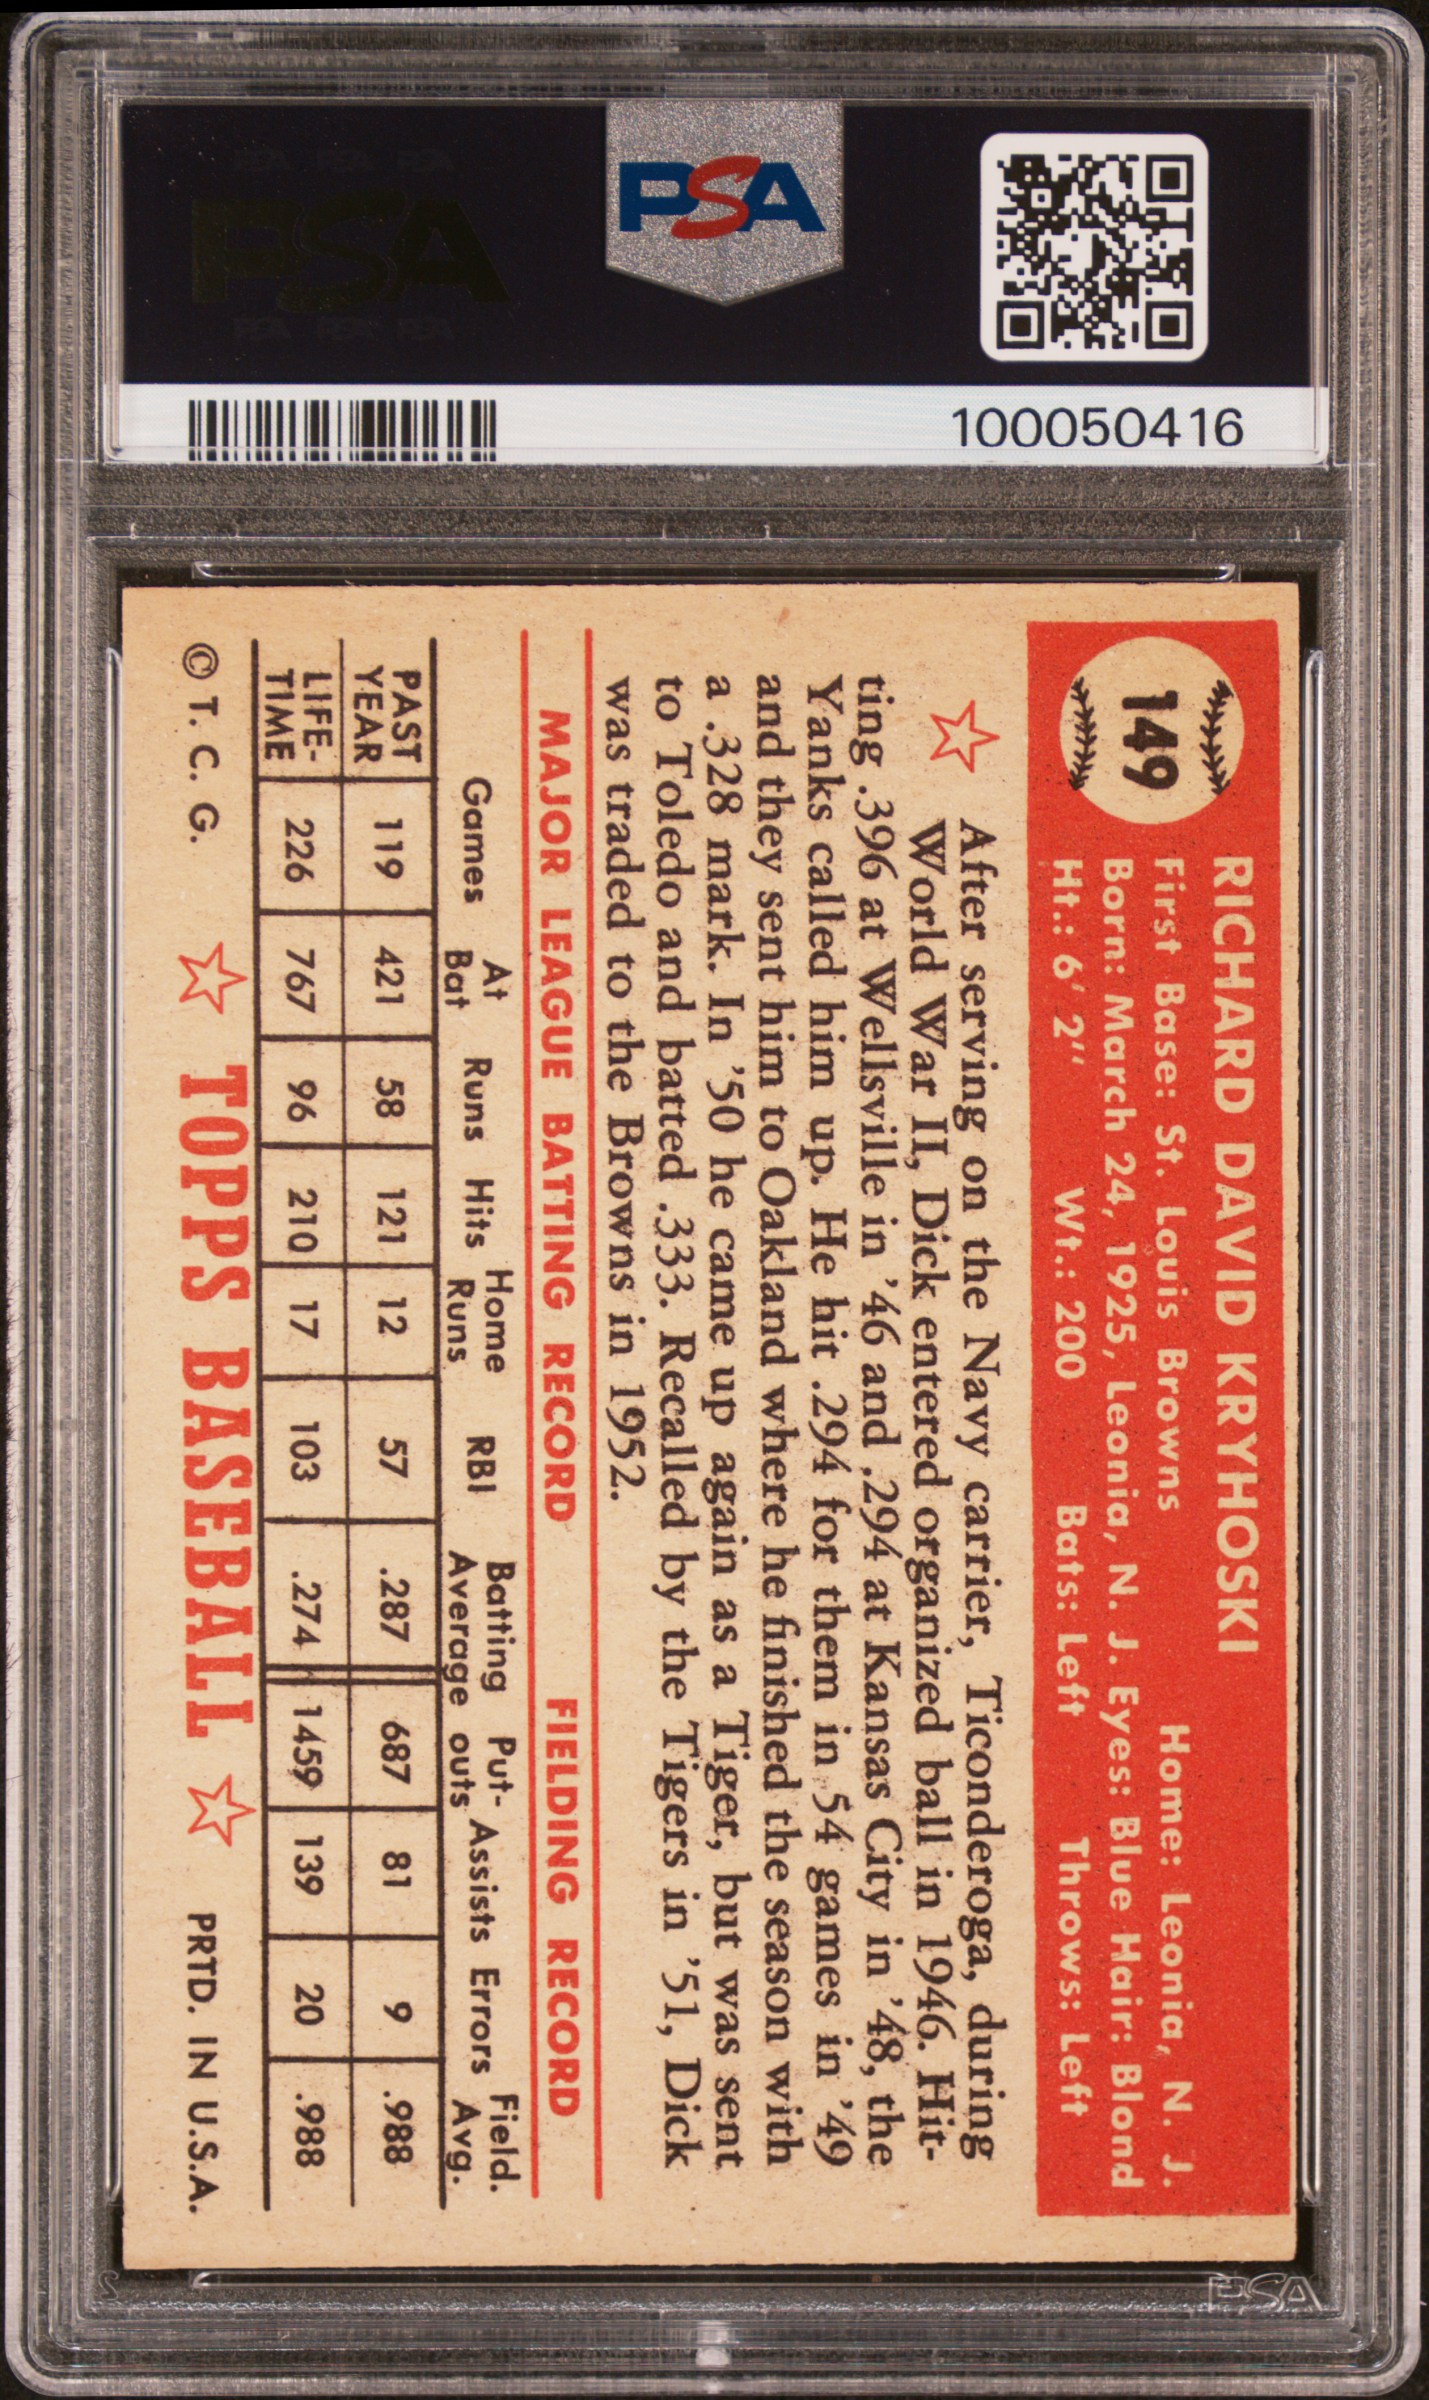 PSA
PSA
100050416
149
RICHARD DAVID KRYHOSKI
First Base: St. Louis Browns Home: Leonia, N. J.
Born: March 24, 1925, Leonia, N. J. Eyes: Blue Hair: Blond
Ht.: 6' 2" Wt.: 200 Bats: Left Throws: Left
After serving on the Navy carrier, Ticonderoga, during
World War II, Dick entered organized ball in 1946. Hit-
ting .396 at Wellsville in '46 and .294 at Kansas City in '48, the
Yanks called him up. He hit .294 for them in 54 games in '49
and they sent him to Oakland where he finished the season with
a .328 mark. In '50 he came up again as a Tiger, but was sent
to Toledo and batted .333. Recalled by the Tigers in '51, Dick
was traded to the Browns in 1952.
MAJOR LEAGUE BATTING RECORD FIELDING RECORD
Games At Bat Runs Hits Home Runs RBI Batting Average Put-outs Assists Errors Field. Avg.
PAST YEAR 119 421 58 121 12 57 .287 687 81 9 .988
LIFE-TIME 226 767 96 210 17 103 .274 1459 139 20 .988
© T. C. G. TOPPS BASEBALL PRTD. IN U.S.A.
PSA